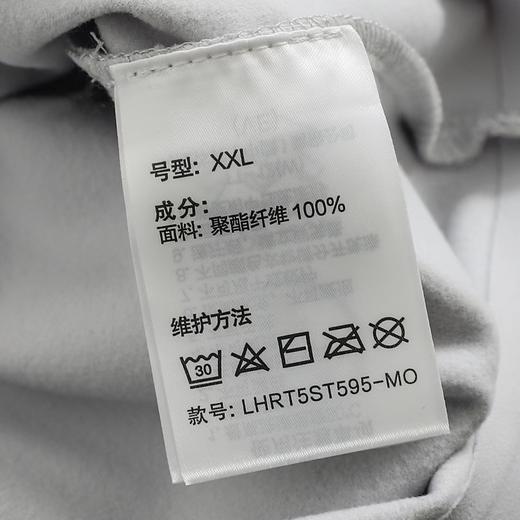 号型: XXL
成分:
面料: 聚酯纤维 100%
维护方法
30
款号: LHRT5ST595-MO